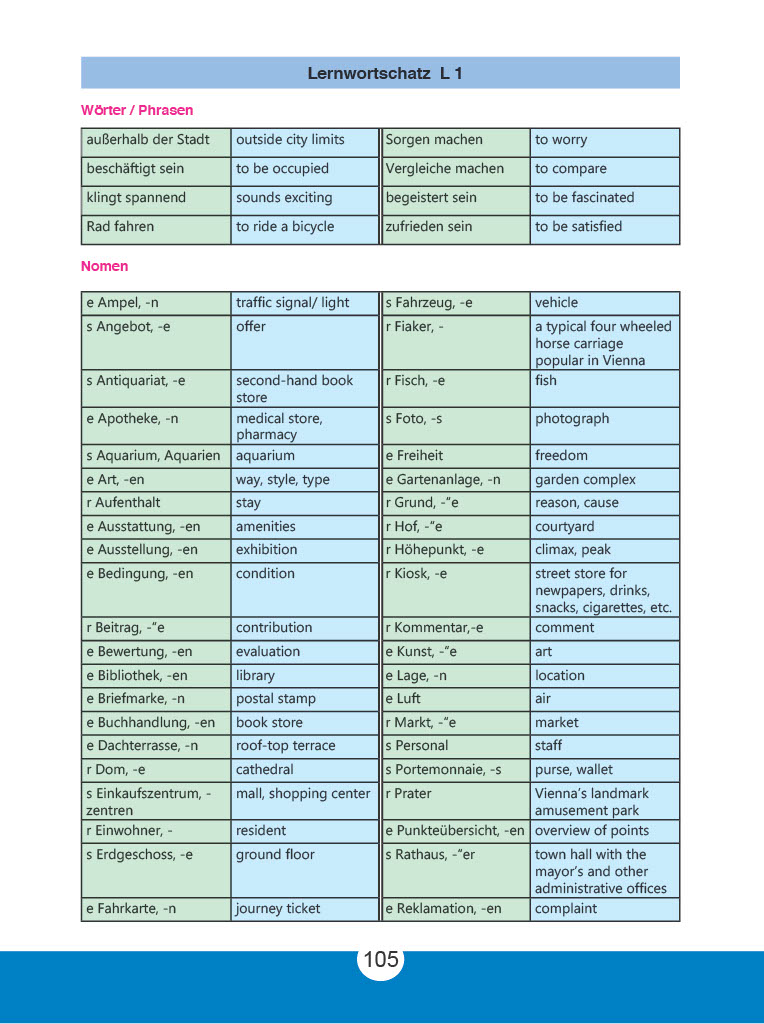 Lernwortschatz L 1
Wörter / Phrasen
außerhalb der Stadt outside city limits Sorgen machen to worry
beschäftigt sein to be occupied Vergleiche machen to compare
klingt spannend sounds exciting begeistert sein to be fascinated
Rad fahren to ride a bicycle zufrieden sein to be satisfied
Nomen
e Ampel, -n traffic signal/ light s Fahrzeug, -e vehicle
s Angebot, -e offer r Fiaker, - a typical four wheeled
horse carriage
popular in Vienna
s Antiquariat, -e second-hand book r Fisch, -e fish
store
e Apotheke, -n medical store, s Foto, -s photograph
pharmacy
s Aquarium, Aquarien aquarium e Freiheit freedom
e Art, -en way, style, type e Gartenanlage, -n garden complex
r Aufenthalt stay r Grund, -“e reason, cause
e Ausstattung, -en amenities r Hof, -“e courtyard
e Ausstellung, -en exhibition r Höhepunkt, -e climax, peak
e Bedingung, -en condition r Kiosk, -e street store for
newpapers, drinks,
snacks, cigarettes, etc.
r Beitrag, -“e contribution r Kommentar,-e comment
e Bewertung, -en evaluation e Kunst, -“e art
e Bibliothek, -en library e Lage, -n location
e Briefmarke, -n postal stamp e Luft air
e Buchhandlung, -en book store r Markt, -“e market
e Dachterrasse, -n roof-top terrace s Personal staff
r Dom, -e cathedral s Portemonnaie, -s purse, wallet
s Einkaufszentrum, - mall, shopping center r Prater Vienna’s landmark
zentren amusement park
r Einwohner, - resident e Punkteübersicht, -en overview of points
s Erdgeschoss, -e ground floor s Rathaus, -“er town hall with the
mayor’s and other
administrative offices
e Fahrkarte, -n journey ticket e Reklamation, -en complaint
105